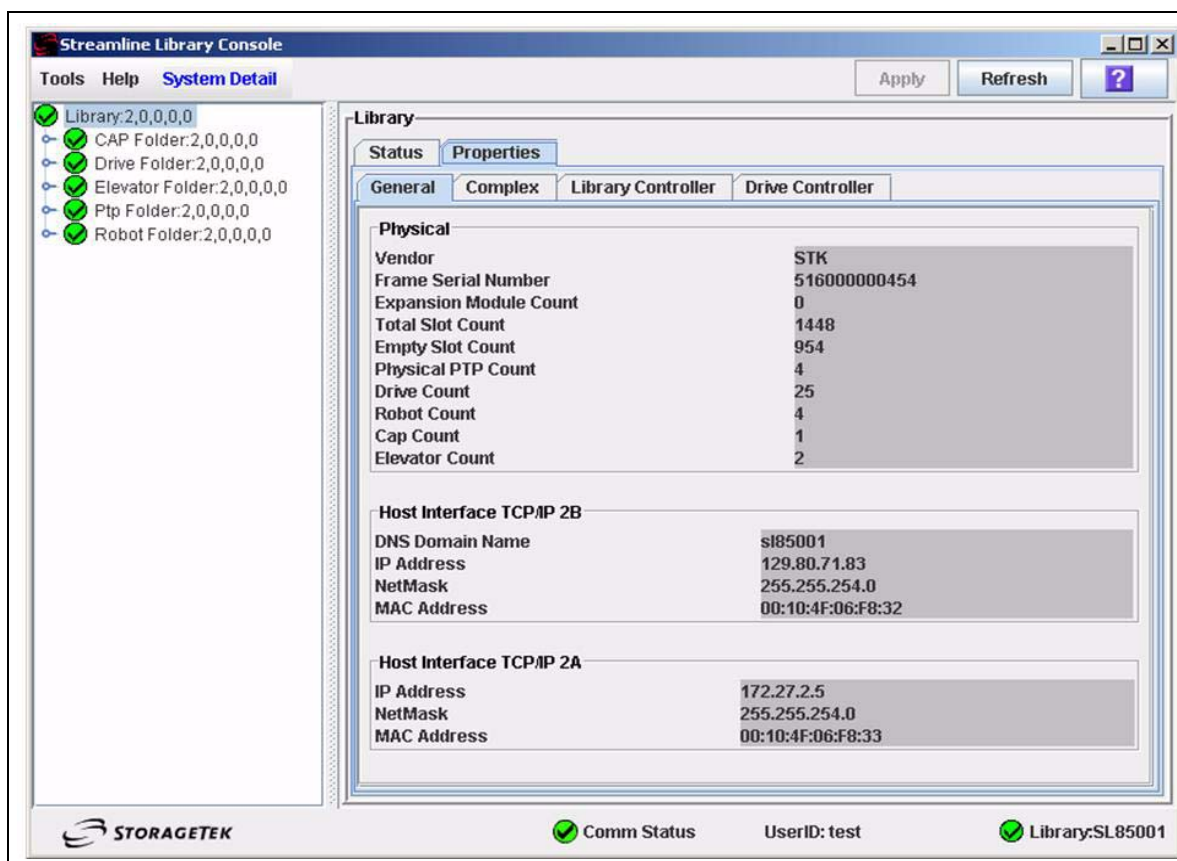 Streamline Library Console
Tools Help System Detail
Apply Refresh ?
Library:2,0,0,0,0
CAP Folder:2,0,0,0,0
Drive Folder:2,0,0,0,0
Elevator Folder:2,0,0,0,0
Ptp Folder:2,0,0,0,0
Robot Folder:2,0,0,0,0
Library
Status Properties
General Complex Library Controller Drive Controller
Physical
Vendor STK
Frame Serial Number 516000000454
Expansion Module Count 0
Total Slot Count 1448
Empty Slot Count 954
Physical PTP Count 4
Drive Count 25
Robot Count 4
Cap Count 1
Elevator Count 2
Host Interface TCP/IP 2B
DNS Domain Name sl85001
IP Address 129.80.71.83
NetMask 255.255.254.0
MAC Address 00:10:4F:06:F8:32
Host Interface TCP/IP 2A
IP Address 172.27.2.5
NetMask 255.255.254.0
MAC Address 00:10:4F:06:F8:33
STORAGETEK Comm Status UserID: test Library:SL85001